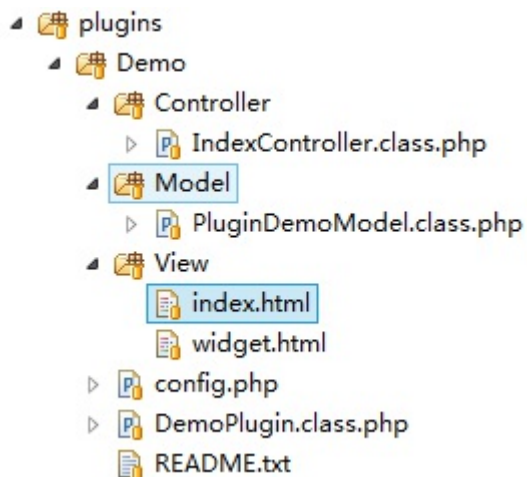 plugins
Demo
Controller
IndexController.class.php
Model
PluginDemoModel.class.php
View
index.html
widget.html
config.php
DemoPlugin.class.php
README.txt